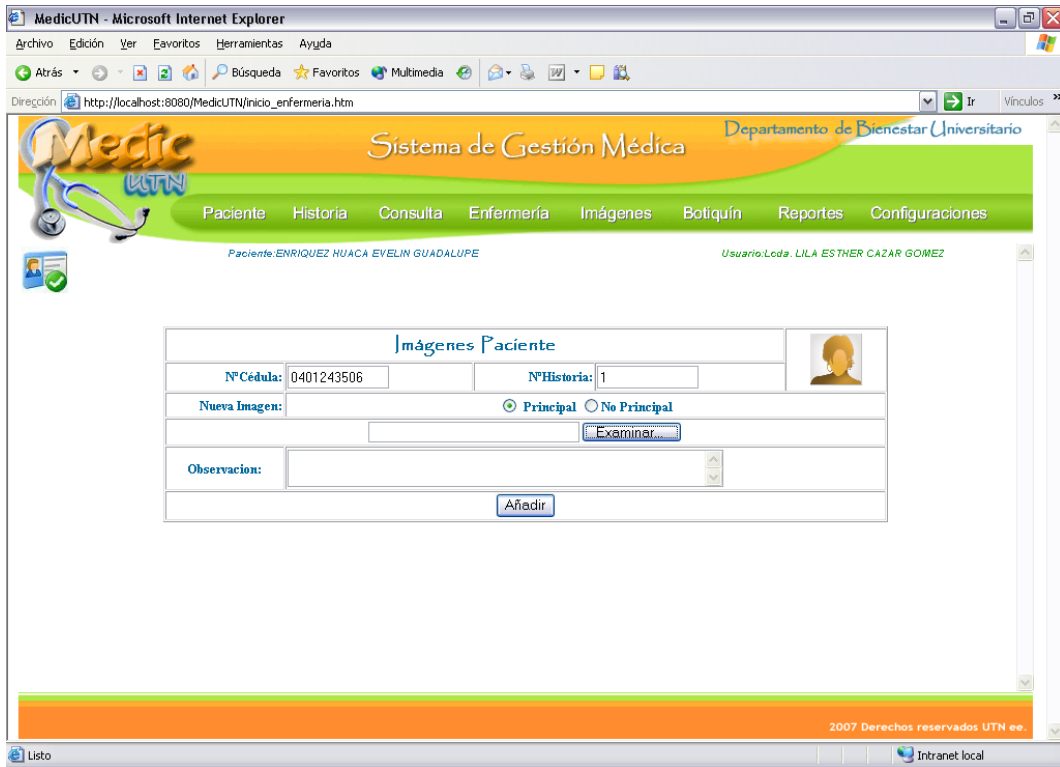 MedicUTN - Microsoft Internet Explorer
Archivo Edición Ver Favoritos Herramientas Ayuda
Atrás Búsqueda Favoritos Multimedia
Dirección http://localhost:8080/MedicUTN/inicio_enfermeria.htm Ir Vínculos »
Medic UTN
Sistema de Gestión Médica
Departamento de Bienestar Universitario
Paciente Historia Consulta Enfermería Imágenes Botiquín Reportes Configuraciones
Paciente:ENRIQUEZ HUACA EVELIN GUADALUPE Usuario:Lcda. LILA ESTHER CAZAR GOMEZ
Imágenes Paciente
NºCédula: 0401243506 NºHistoria: 1
Nueva Imagen: Principal No Principal
Examinar...
Observacion:
Añadir
2007 Derechos reservados UTN ee.
Listo Intranet local